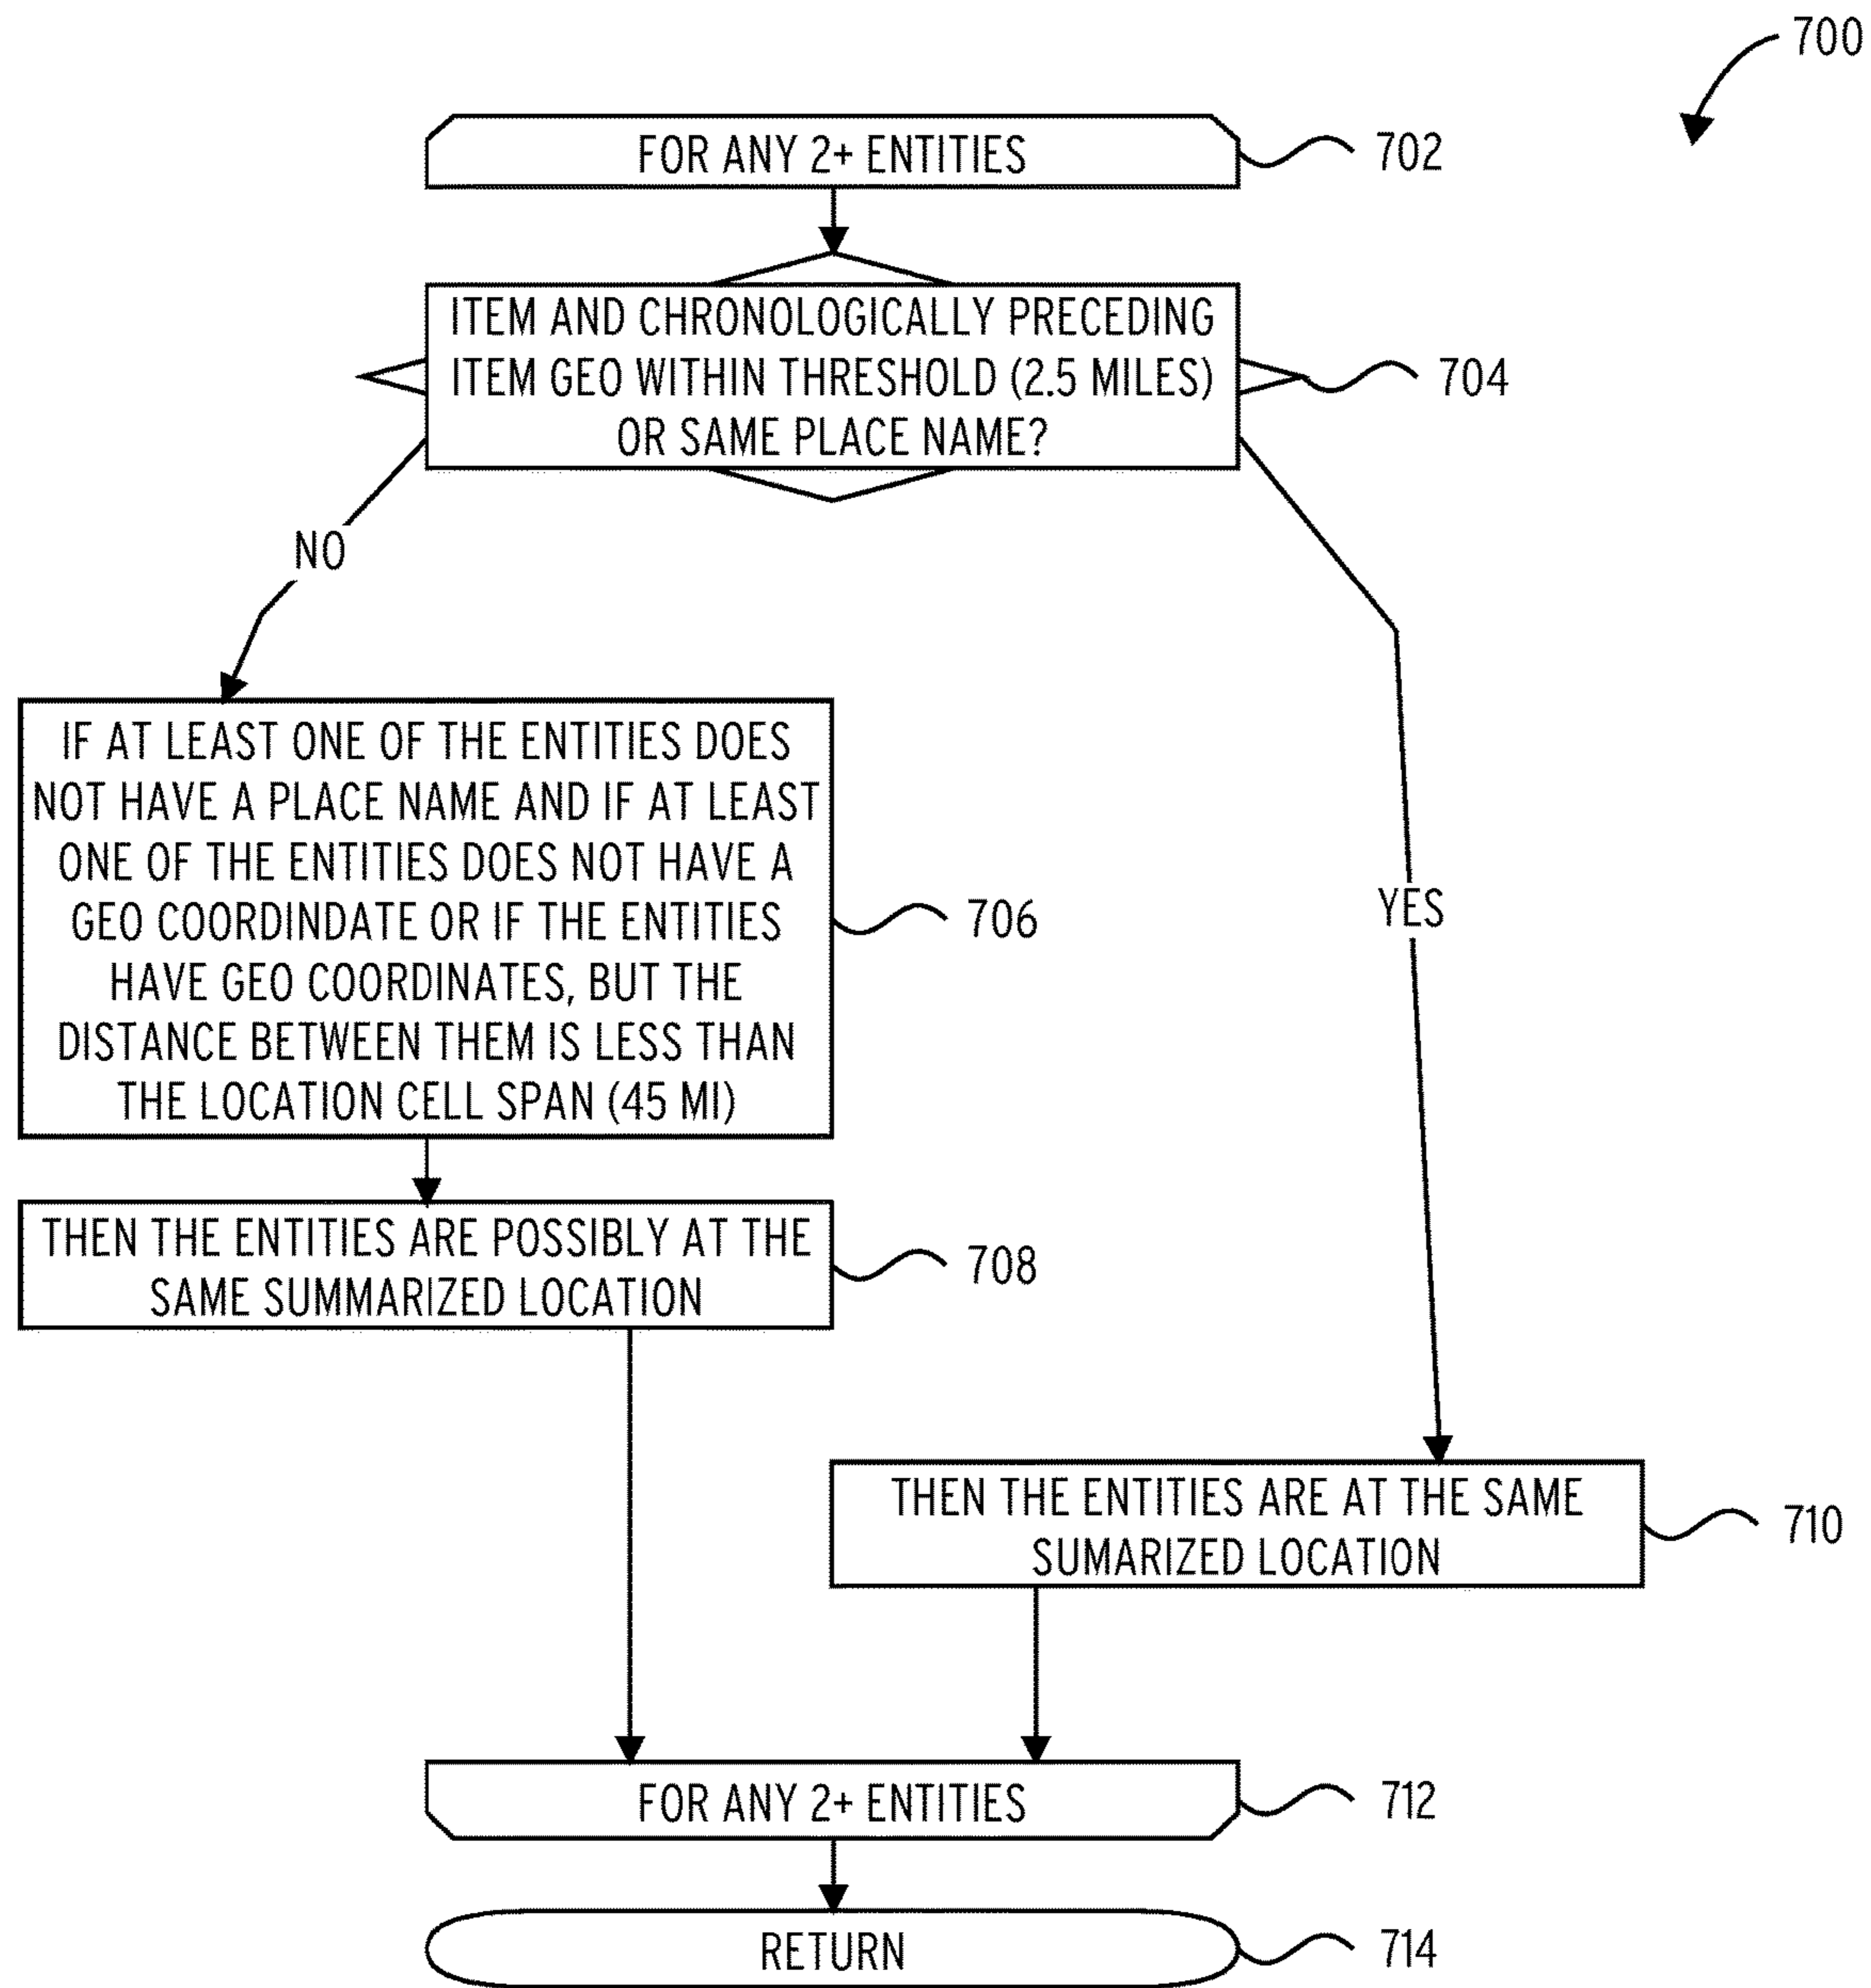 700
FOR ANY 2+ ENTITIES
702
ITEM AND CHRONOLOGICALLY PRECEDING
ITEM GEO WITHIN THRESHOLD (2.5 MILES)
OR SAME PLACE NAME?
704
NO
YES
IF AT LEAST ONE OF THE ENTITIES DOES
NOT HAVE A PLACE NAME AND IF AT LEAST
ONE OF THE ENTITIES DOES NOT HAVE A
GEO COORDINDATE OR IF THE ENTITIES
HAVE GEO COORDINATES, BUT THE
DISTANCE BETWEEN THEM IS LESS THAN
THE LOCATION CELL SPAN (45 MI)
706
THEN THE ENTITIES ARE POSSIBLY AT THE
SAME SUMMARIZED LOCATION
708
THEN THE ENTITIES ARE AT THE SAME
SUMARIZED LOCATION
710
FOR ANY 2+ ENTITIES
712
RETURN
714